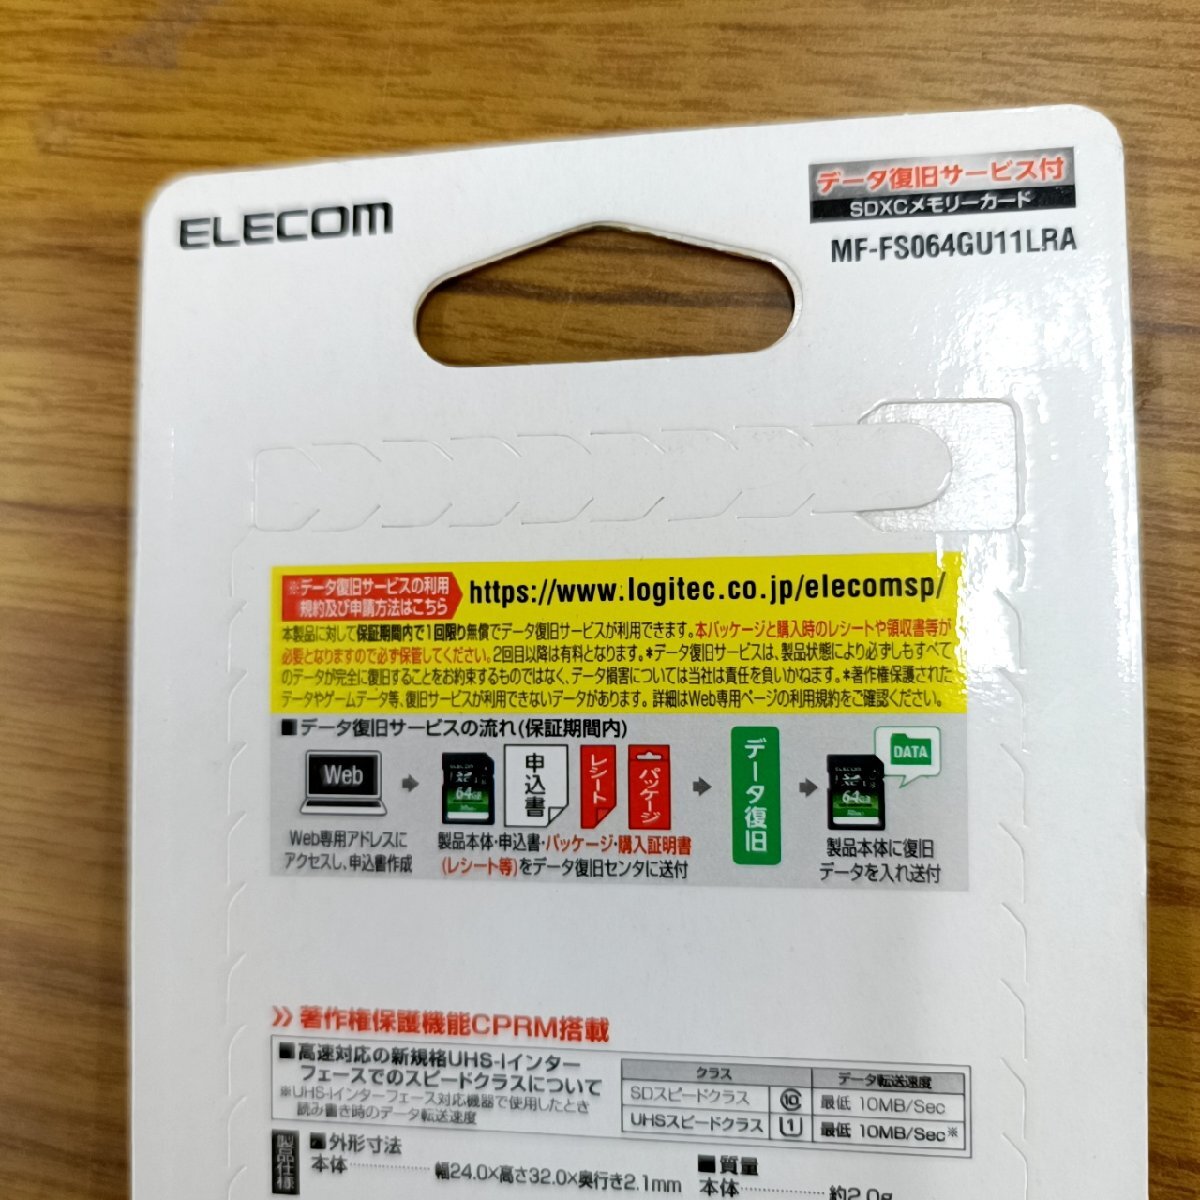 ELECOM
データ復旧サービス付
SDXCメモリーカード
MF-FS064GU11LRA
※データ復旧サービスの利用
規約及び申請方法はこちら
https://www.logitec.co.jp/elecomsp/
本製品に対して保証期間内で1回限り無償でデータ復旧サービスが利用できます。本パッケージと購入時のレシートや領収書等が
必要となりますので必ず保管してください。2回目以降は有料となります。*データ復旧サービスは、製品状態により必ずしもすべて
のデータが完全に復旧することをお約束するものではなく、データ損害については当社は責任を負いかねます。*著作権保護された
データやゲームデータ等、復旧サービスが利用できないデータがあります。詳細はWeb専用ページの利用規約をご確認ください。
■データ復旧サービスの流れ(保証期間内)
Web
ELECOM
64GB
申込書
レシート
パッケージ
データ復旧
DATA
ELECOM
64GB
Web専用アドレスに
アクセスし、申込書作成
製品本体・申込書・パッケージ・購入証明書
(レシート等)をデータ復旧センタに送付
製品本体に復旧
データを入れ送付
著作権保護機能CPRM搭載
■高速対応の新規格UHS-Iインター
フェースでのスピードクラスについて
※UHS-Iインターフェース対応機器で使用したとき
読み書き時のデータ転送速度
クラス データ転送速度
SDスピードクラス 10 最低 10MB/Sec
UHSスピードクラス 1 最低 10MB/Sec※
製品仕様
■外形寸法
本体 幅24.0×高さ32.0×奥行き2.1mm
■質量
本体 約2.0g